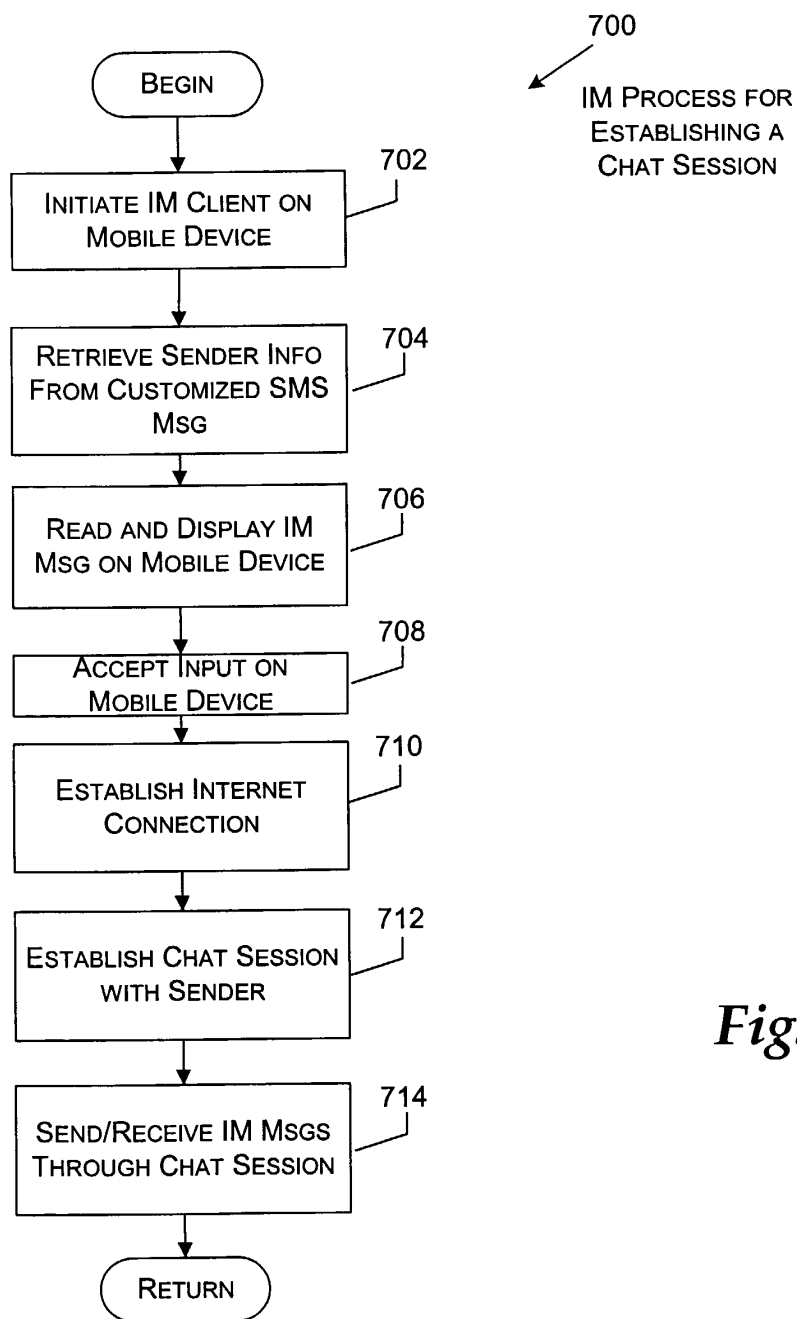 700
IM PROCESS FOR
ESTABLISHING A
CHAT SESSION
BEGIN
702
INITIATE IM CLIENT ON
MOBILE DEVICE
704
RETRIEVE SENDER INFO
FROM CUSTOMIZED SMS
MSG
706
READ AND DISPLAY IM
MSG ON MOBILE DEVICE
708
ACCEPT INPUT ON
MOBILE DEVICE
710
ESTABLISH INTERNET
CONNECTION
712
ESTABLISH CHAT SESSION
WITH SENDER
Fig.
714
SEND/RECEIVE IM MSGS
THROUGH CHAT SESSION
RETURN